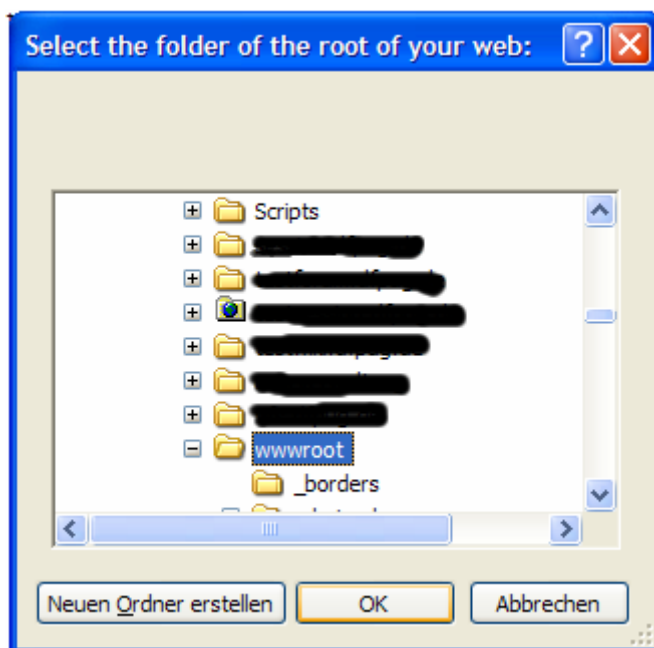 Select the folder of the root of your web:
Scripts
wwwroot
_borders
Neuen Ordner erstellen
OK
Abbrechen